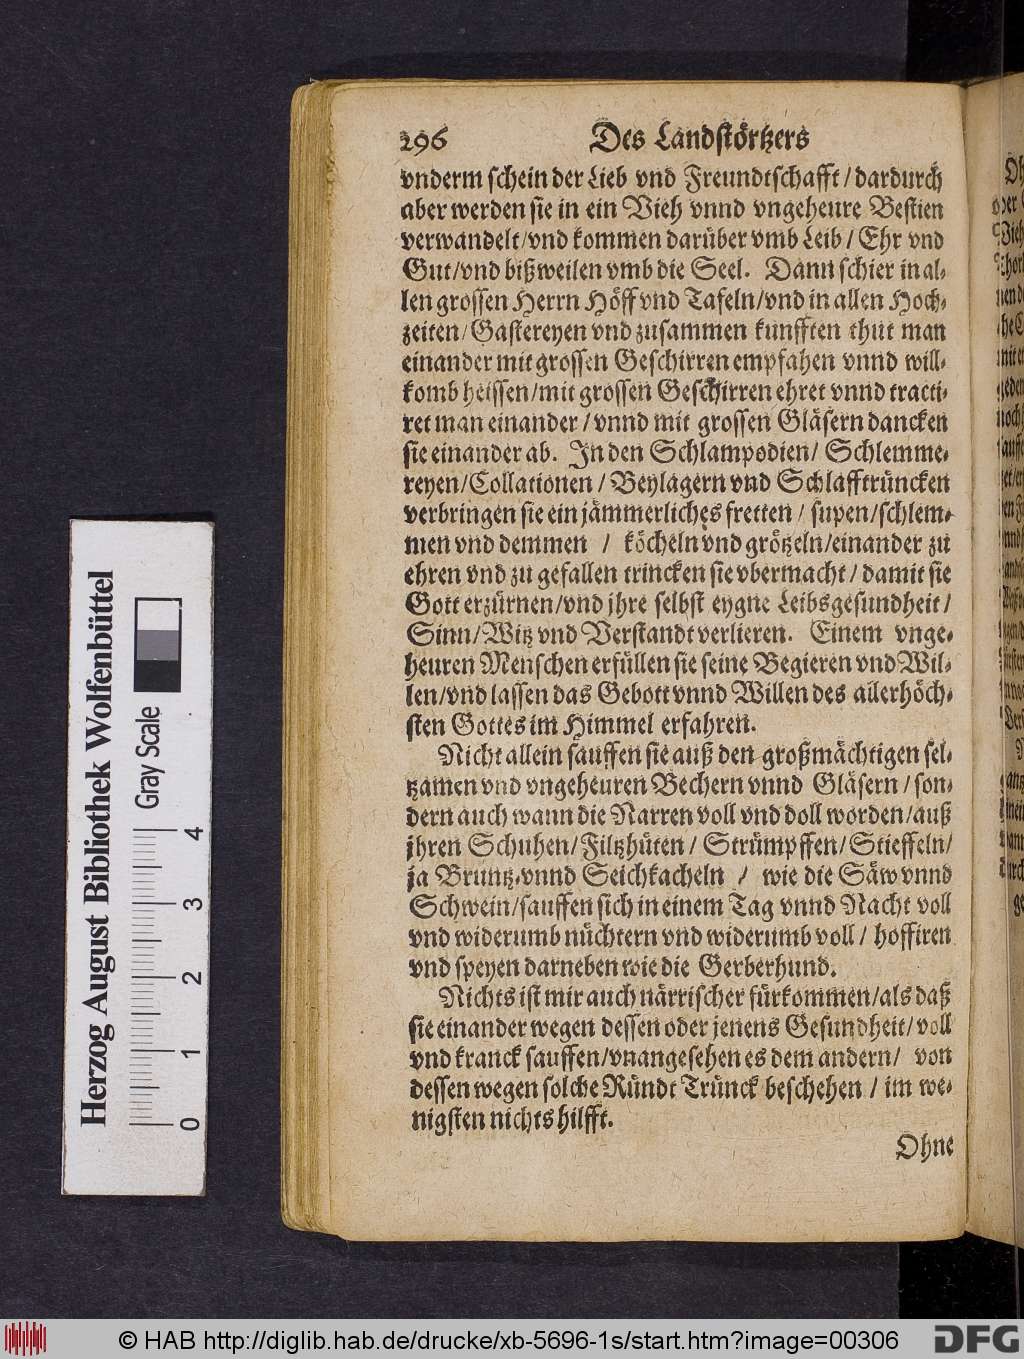 296 Des Landstörtzers
vnderm schein der Lieb vnd Freundtschafft / dardurch
aber werden sie in ein Vieh vnnd vngeheure Bestien
verwandelt/vnd kommen darüber vmb Leib / Ehr vnd
Gut/vnd bißweilen vmb die Seel. Dann schier in al-
len grossen Herrn Höff vnd Tafeln/vnd in allen Hoch-
zeiten/Gastereyen vnd zusammen kunfften thut man
einander mit grossen Geschirren empfahen vnnd will-
komb heissen/mit grossen Geschirren ehret vnnd tracti-
ret man einander / vnnd mit grossen Gläsern dancken
sie einander ab. In den Schlampodien/ Schlemme-
reyen/Collationen / Beylagern vnd Schlafftrüncken
verbringen sie ein jämmerliches fretten / supen/schlem-
men vnd demmen / köcheln vnd grötzeln/einander zu
ehren vnd zu gefallen trincken sie vbermacht / damit sie
Gott erzürnen/vnd jhre selbst eygne Leibsgesundheit /
Sinn/Witz vnd Verstandt verlieren. Einem vnge-
heuren Menschen erfüllen sie seine Begieren vnd Wil-
len/vnd lassen das Gebott vnnd Willen des allerhöch-
sten Gottes im Himmel erfahren.
Nicht allein sauffen sie auß den großmächtigen sel-
tzamen vnd vngeheuren Bechern vnnd Gläsern / son-
dern auch wann die Narren voll vnd doll worden/auß
jhren Schuhen/Filtzhüten / Strümpffen/Stieffeln/
ja Bruntz-vnnd Seichkacheln / wie die Säw vnnd
Schwein/sauffen sich in einem Tag vnnd Nacht voll
vnd widerumb nüchtern vnd widerumb voll / hoffiren
vnd speyen darneben wie die Gerberhund.
Nichts ist mir auch närrischer fürkommen/als daß
sie einander wegen dessen oder jenens Gesundheit/ voll
vnd kranck sauffen/vnangesehen es dem andern/ von
dessen wegen solche Ründt Trünck beschehen / im we-
nigsten nichts hilfft.
Ohne
Herzog August Bibliothek Wolfenbüttel
Gray Scale
0 1 2 3 4
© HAB http://diglib.hab.de/drucke/xb-5696-1s/start.htm?image=00306
DFG